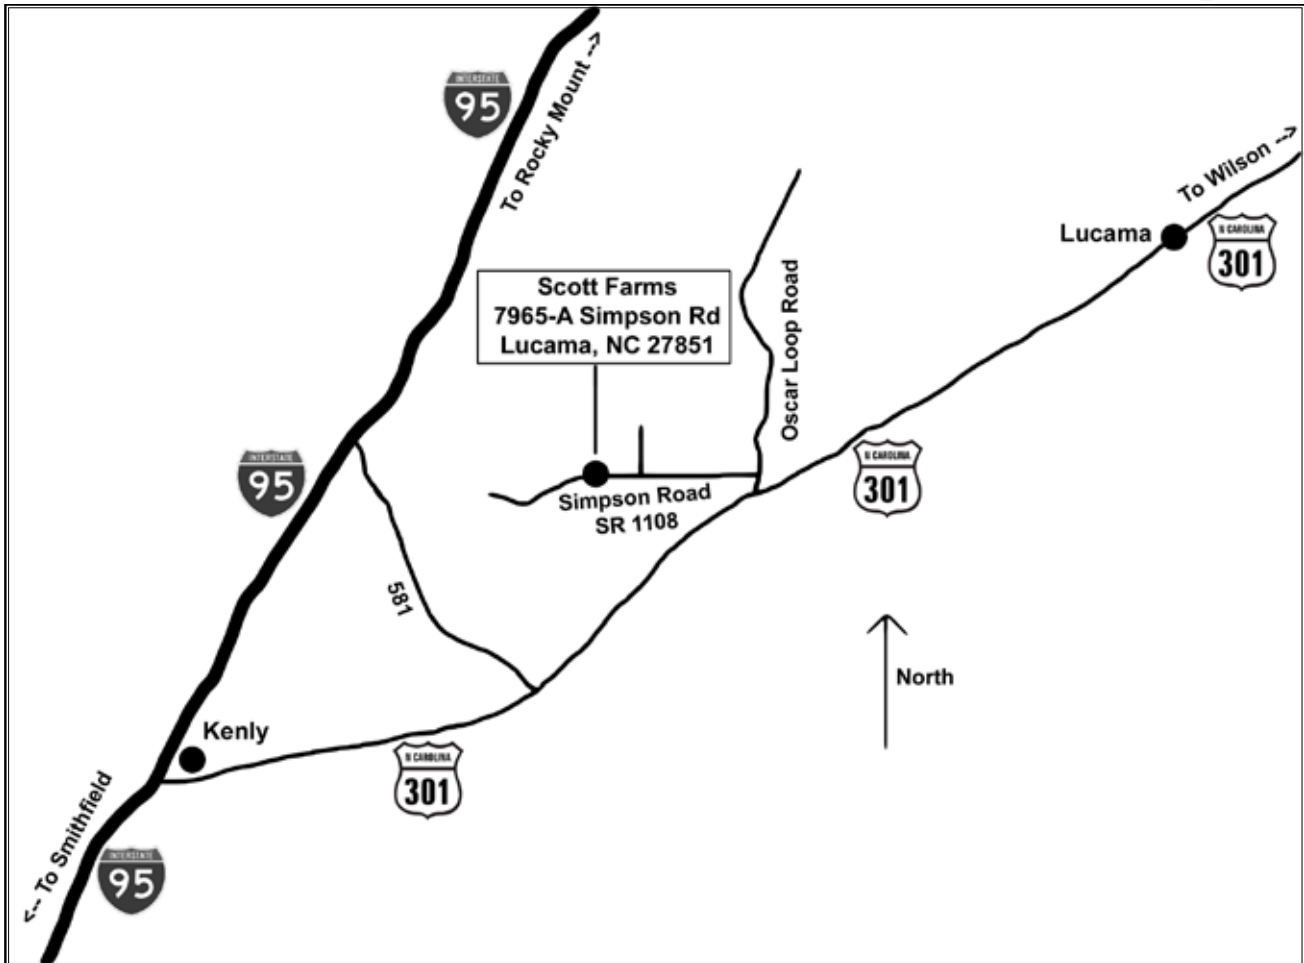 INTERSTATE
95
To Rocky Mount -->
To Wilson -->
Lucama
N CAROLINA
301
Scott Farms
7965-A Simpson Rd
Lucama, NC 27851
Oscar Loop Road
INTERSTATE
95
N CAROLINA
301
Simpson Road
SR 1108
581
North
Kenly
N CAROLINA
301
<-- To Smithfield
INTERSTATE
95